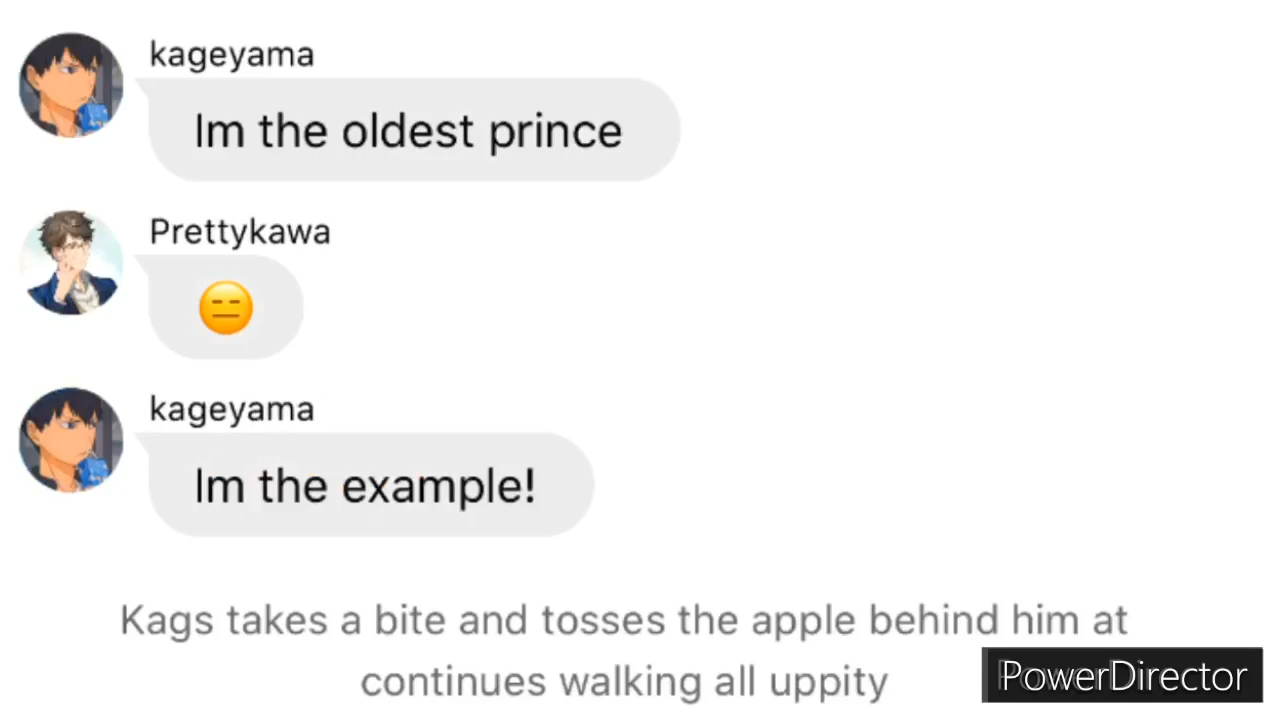 kageyama
Im the oldest prince
Prettykawa
😑
kageyama
Im the example!
Kags takes a bite and tosses the apple behind him at
continues walking all uppity
PowerDirector